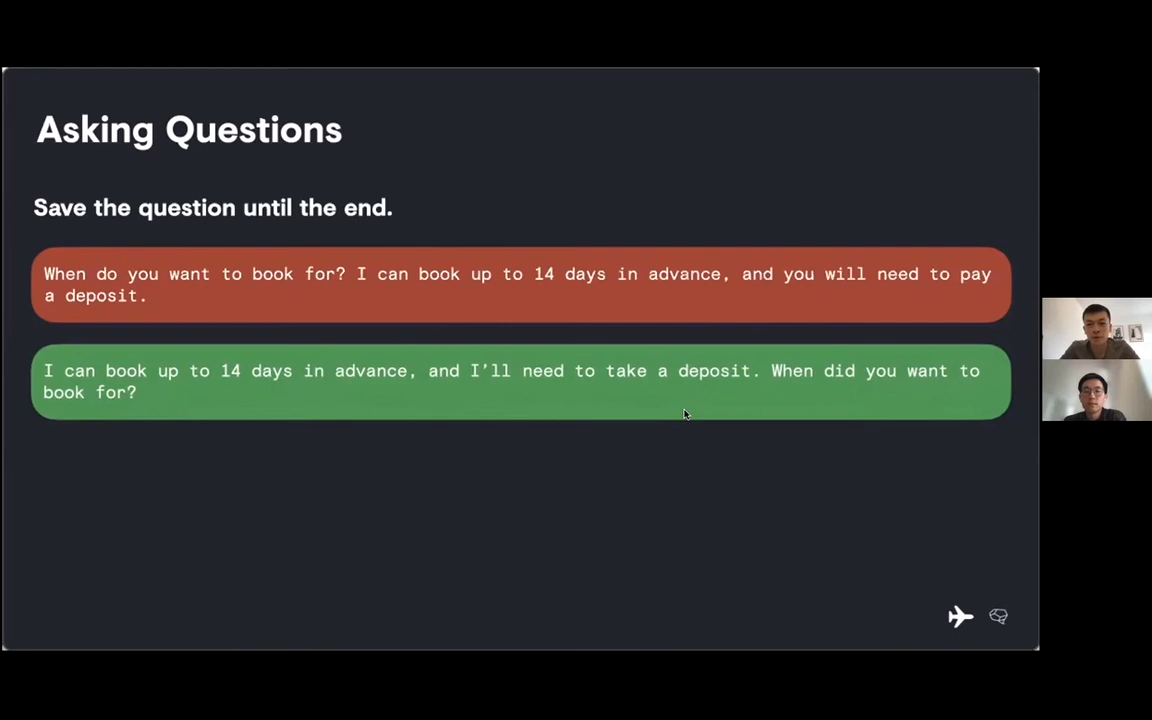 Asking Questions
Save the question until the end.
When do you want to book for? I can book up to 14 days in advance, and you will need to pay
a deposit.
I can book up to 14 days in advance, and I’ll need to take a deposit. When did you want to
book for?